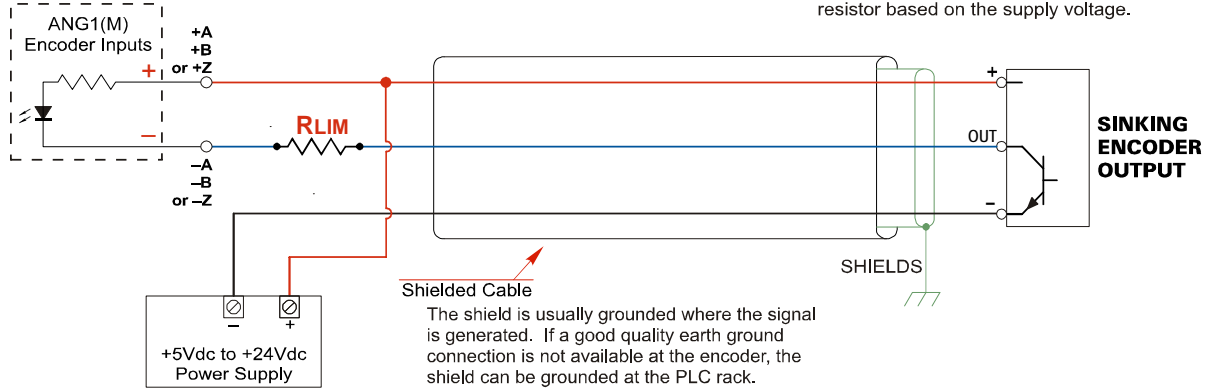 resistor based on the supply voltage.
ANG1(M)
Encoder Inputs
+A
+B
or +Z
+
–
RLIM
–A
–B
or –Z
+
OUT
–
SINKING
ENCODER
OUTPUT
SHIELDS
Shielded Cable
The shield is usually grounded where the signal
is generated. If a good quality earth ground
connection is not available at the encoder, the
shield can be grounded at the PLC rack.
– +
+5Vdc to +24Vdc
Power Supply